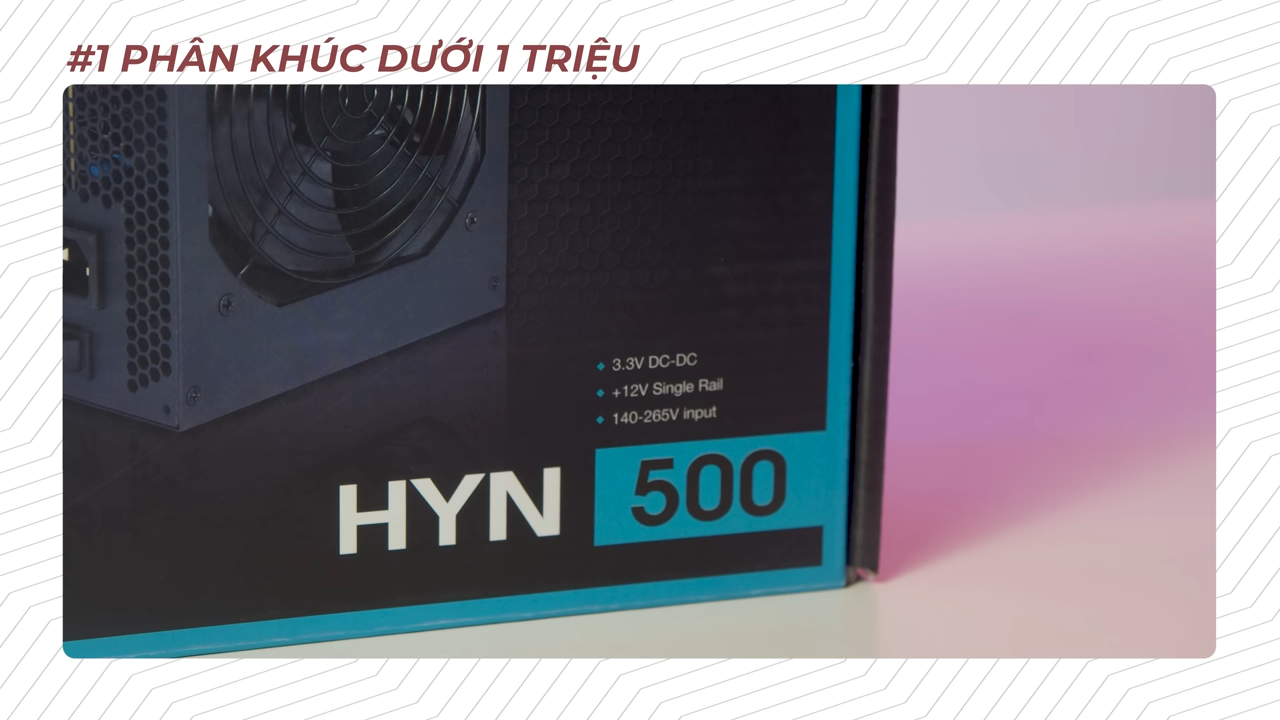 #1 PHÂN KHÚC DƯỚI 1 TRIỆU
3.3V DC-DC
+12V Single Rail
140-265V input
HYN 500